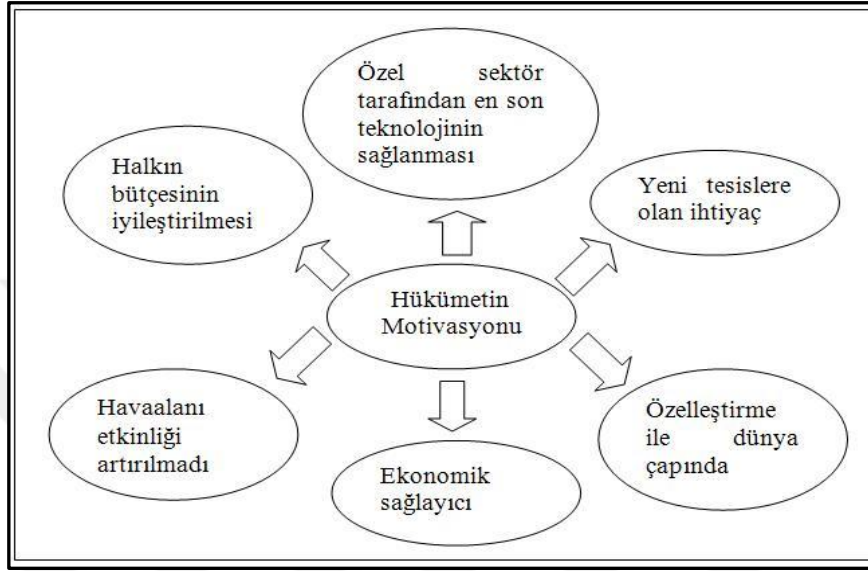 Özel sektör
tarafından en son
teknolojinin
sağlanması
Halkın
bütçesinin
iyileştirilmesi
Yeni tesislere
olan ihtiyaç
Hükümetin
Motivasyonu
Havaalanı
etkinliği
artırılmadı
Ekonomik
sağlayıcı
Özelleştirme
ile dünya
çapında